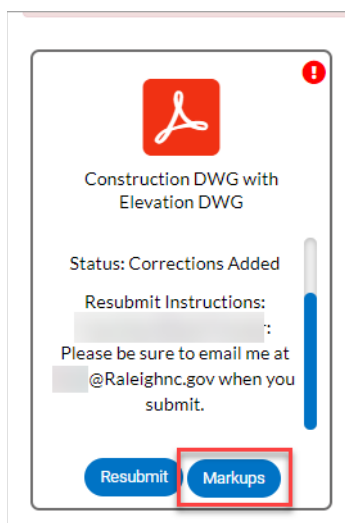 !
Construction DWG with
Elevation DWG
Status: Corrections Added
Resubmit Instructions:
:
Please be sure to email me at
@Raleighnc.gov when you
submit.
Resubmit Markups